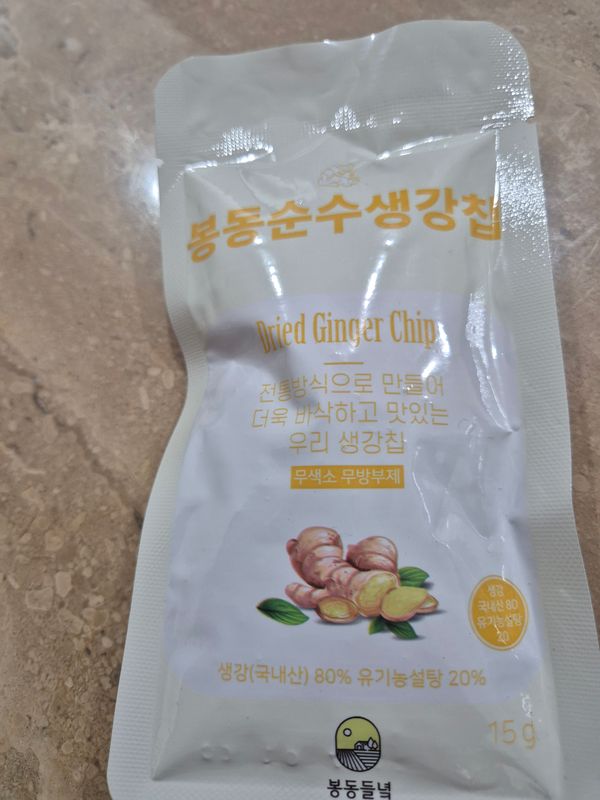 봉동순수생강칩
Dried Ginger Chip
전통방식으로 만들어
더욱 바삭하고 맛있는
우리 생강칩
무색소 무방부제
생강
국내산 80
유기농설탕
20
생강(국내산) 80% 유기농설탕 20%
15 g
봉동들녘